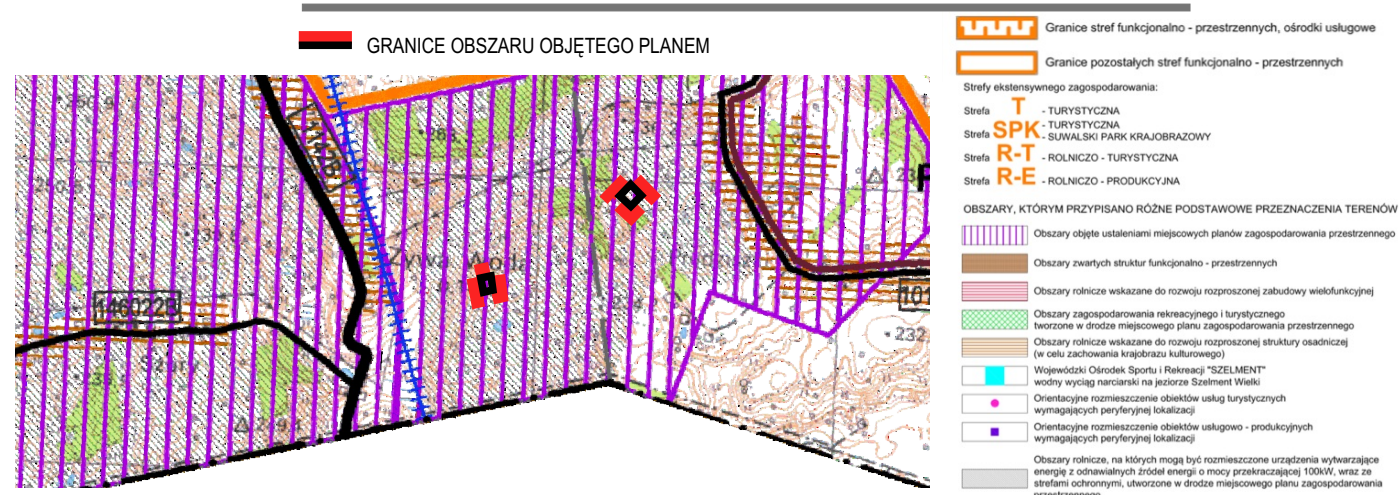 GRANICE OBSZARU OBJĘTEGO PLANEM
Żywa Woda
1460229
Granice stref funkcjonalno - przestrzennych, ośrodki usługowe
Granice pozostałych stref funkcjonalno - przestrzennych
Strefy ekstensywnego zagospodarowania:
Strefa T - TURYSTYCZNA
Strefa SPK - TURYSTYCZNA
- SUWALSKI PARK KRAJOBRAZOWY
Strefa R-T - ROLNICZO - TURYSTYCZNA
Strefa R-E - ROLNICZO - PRODUKCYJNA
OBSZARY, KTÓRYM PRZYPISANO RÓŻNE PODSTAWOWE PRZEZNACZENIA TERENÓW
Obszary objęte ustaleniami miejscowych planów zagospodarowania przestrzennego
Obszary zwartych struktur funkcjonalno - przestrzennych
Obszary rolnicze wskazane do rozwoju rozproszonej zabudowy wielofunkcyjnej
Obszary zagospodarowania rekreacyjnego i turystycznego
tworzone w drodze miejscowego planu zagospodarowania przestrzennego
Obszary rolnicze wskazane do rozwoju rozproszonej struktury osadniczej
(w celu zachowania krajobrazu kulturowego)
Wojewódzki Ośrodek Sportu i Rekreacji "SZELMENT"
wodny wyciąg narciarski na jeziorze Szelment Wielki
Orientacyjne rozmieszczenie obiektów usług turystycznych
wymagających peryferyjnej lokalizacji
Orientacyjne rozmieszczenie obiektów usługowo - produkcyjnych
wymagających peryferyjnej lokalizacji
Obszary rolnicze, na których mogą być rozmieszczone urządzenia wytwarzające
energię z odnawialnych źródeł energii o mocy przekraczającej 100kW, wraz ze
strefami ochronnymi, utworzone w drodze miejscowego planu zagospodarowania
przestrzennego